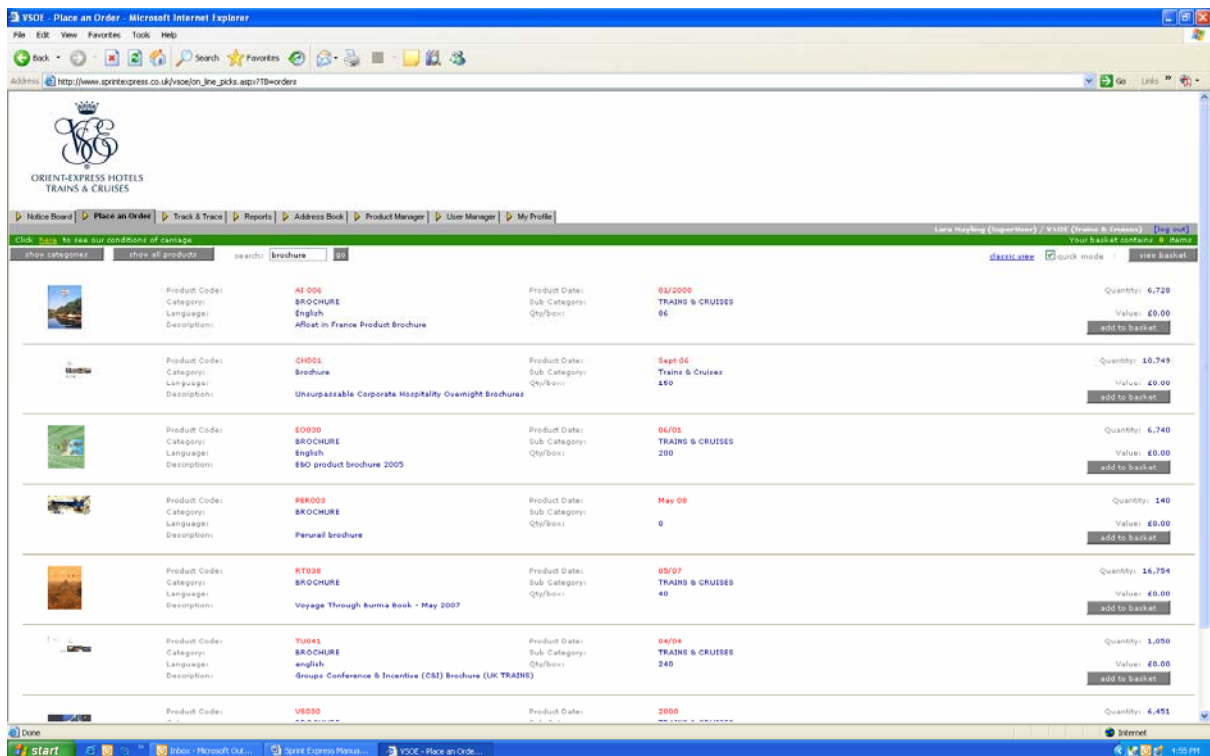 VSOE - Place an Order - Microsoft Internet Explorer
File Edit View Favorites Tools Help
Back Search Favorites
Address http://www.sprintexpress.co.uk/vsoe/on_line_picks.aspx?TB=orders Go Links
VSOE
ORIENT-EXPRESS HOTELS
TRAINS & CRUISES
Notice Board Place an Order Track & Trace Reports Address Book Product Manager User Manager My Profile
Lara Hayling (SuperUser) / VSOE (Trains & Cruises) [log out]
Click here to see our conditions of carriage Your basket contains 0 items
show categories show all products search: brochure go classic view quick mode view basket
Product Code: AI 006 Product Date: 01/2000 Quantity: 6,728
Category: BROCHURE Sub Category: TRAINS & CRUISES
Language: English Qty/box: 86 Value: £0.00
Description: Afloat in France Product Brochure add to basket
Product Code: CH001 Product Date: Sept 06 Quantity: 10,749
Category: Brochure Sub Category: Trains & Cruises
Language: Qty/box: 150 Value: £0.00
Description: Unsurpassable Corporate Hospitality Overnight Brochures add to basket
Product Code: EO030 Product Date: 06/01 Quantity: 6,740
Category: BROCHURE Sub Category: TRAINS & CRUISES
Language: English Qty/box: 200 Value: £0.00
Description: E&O product brochure 2005 add to basket
Product Code: PER003 Product Date: May 08 Quantity: 140
Category: BROCHURE Sub Category:
Language: Qty/box: 0 Value: £0.00
Description: Perurail brochure add to basket
Product Code: RT038 Product Date: 05/07 Quantity: 16,754
Category: BROCHURE Sub Category: TRAINS & CRUISES
Language: Qty/box: 40 Value: £0.00
Description: Voyage Through Burma Book - May 2007 add to basket
Product Code: TU041 Product Date: 04/04 Quantity: 1,050
Category: BROCHURE Sub Category: TRAINS & CRUISES
Language: english Qty/box: 240 Value: £0.00
Description: Groups Conference & Incentive (C&I) Brochure (UK TRAINS) add to basket
Product Code: VS030 Product Date: 2000 Quantity: 6,451
Done Internet
start Inbox - Microsoft Out... Sprint Express Manua... VSOE - Place an Orde... 4:55 PM